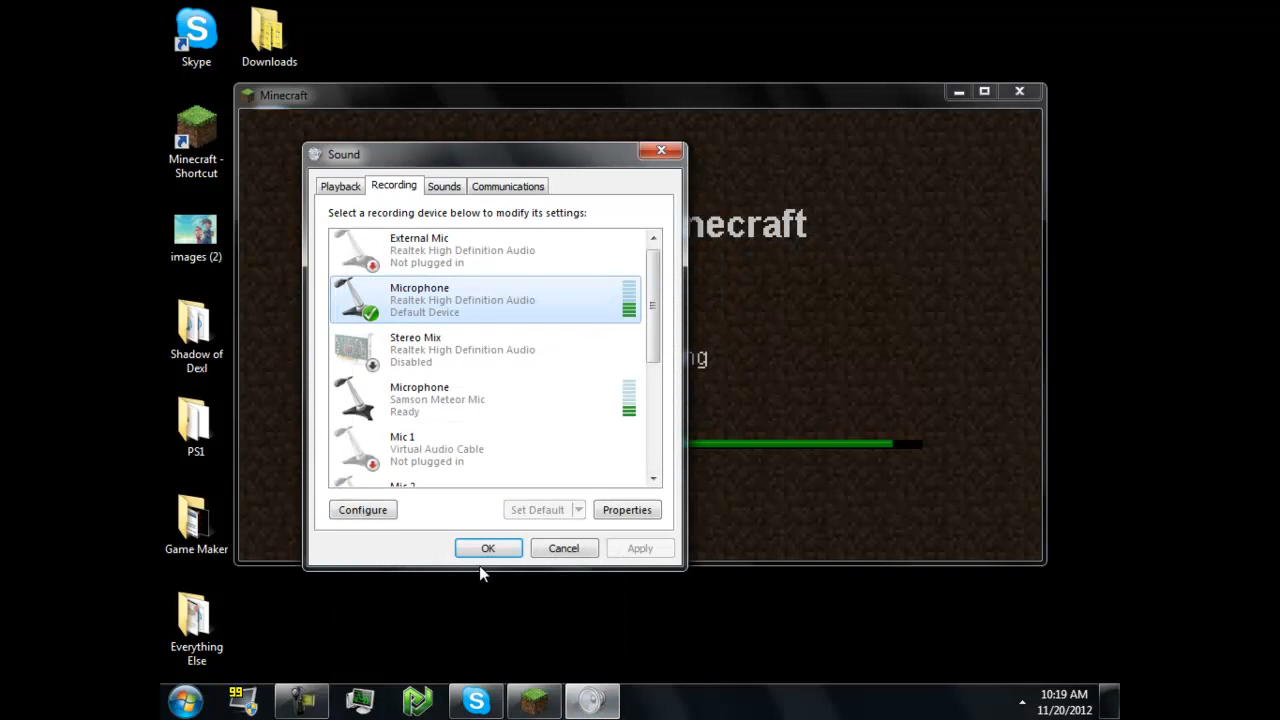 Skype
Downloads
Minecraft
Minecraft -
Shortcut
images (2)
Shadow of
Dexl
PS1
Game Maker
Everything
Else
Sound
Playback
Recording
Sounds
Communications
Select a recording device below to modify its settings:
External Mic
Realtek High Definition Audio
Not plugged in
Microphone
Realtek High Definition Audio
Default Device
Stereo Mix
Realtek High Definition Audio
Disabled
Microphone
Samson Meteor Mic
Ready
Mic 1
Virtual Audio Cable
Not plugged in
Mic 2
Configure
Set Default
Properties
OK
Cancel
Apply
necraft
ng
99
10:19 AM
11/20/2012